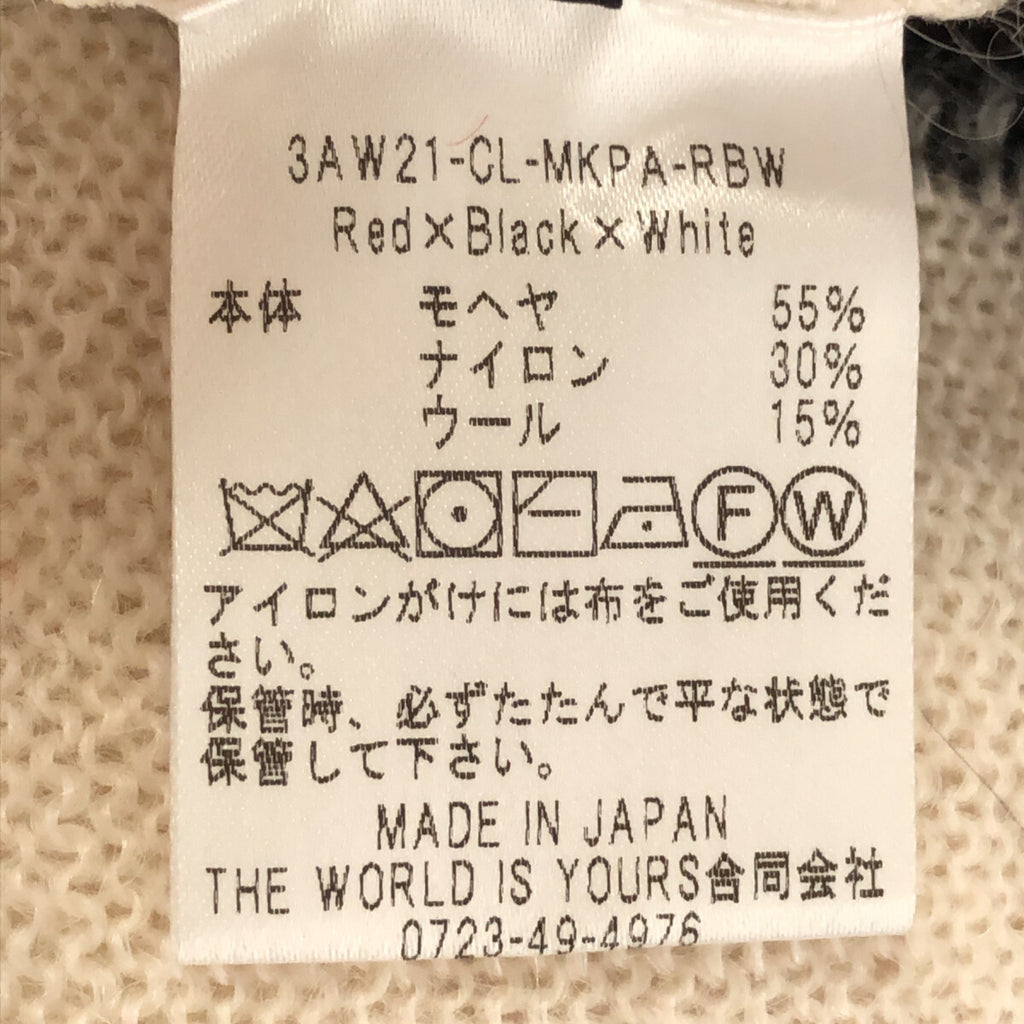 3AW21-CL-MKPA-RBW
Red×Black×White
本体 モヘヤ 55%
ナイロン 30%
ウール 15%
F W
アイロンがけには布をご使用くだ
さい。
保管時、必ずたたんで平な状態で
保管して下さい。
MADE IN JAPAN
THE WORLD IS YOURS合同会社
0723-49-4976